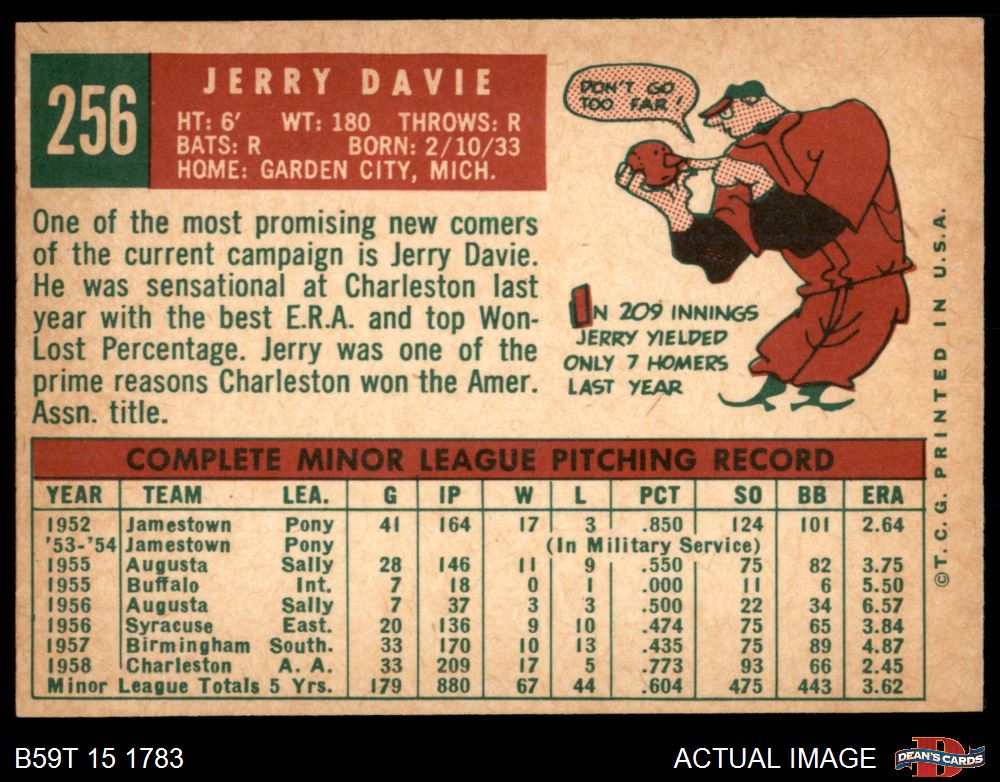 256
JERRY DAVIE
HT: 6' WT: 180 THROWS: R
BATS: R BORN: 2/10/33
HOME: GARDEN CITY, MICH.
DON'T GO
TOO FAR!
One of the most promising new comers
of the current campaign is Jerry Davie.
He was sensational at Charleston last
year with the best E.R.A. and top Won-
Lost Percentage. Jerry was one of the
prime reasons Charleston won the Amer.
Assn. title.
IN 209 INNINGS
JERRY YIELDED
ONLY 7 HOMERS
LAST YEAR
COMPLETE MINOR LEAGUE PITCHING RECORD
YEAR TEAM LEA. G IP W L PCT SO BB ERA
1952 Jamestown Pony 41 164 17 3 .850 124 101 2.64
'53-'54 Jamestown Pony (In Military Service)
1955 Augusta Sally 28 146 11 9 .550 75 82 3.75
1955 Buffalo Int. 7 18 0 1 .000 11 6 5.50
1956 Augusta Sally 7 37 3 3 .500 22 34 6.57
1956 Syracuse East. 20 136 9 10 .474 75 65 3.84
1957 Birmingham South. 33 170 10 13 .435 75 89 4.87
1958 Charleston A. A. 33 209 17 5 .773 93 66 2.45
Minor League Totals 5 Yrs. 179 880 67 44 .604 475 443 3.62
©T. C. G. PRINTED IN U.S.A.
B59T 15 1783
ACTUAL IMAGE
D
DEAN'S CARDS